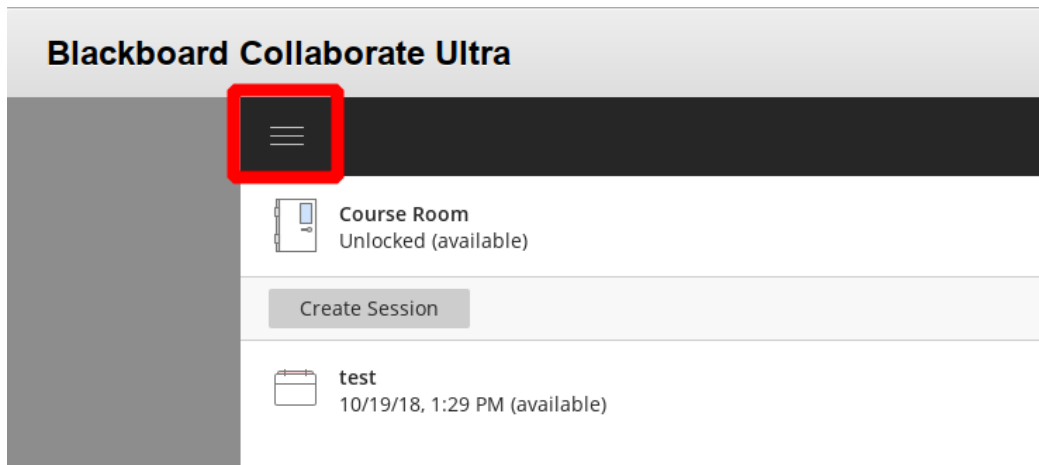 Blackboard Collaborate Ultra
Course Room
Unlocked (available)
Create Session
test
10/19/18, 1:29 PM (available)